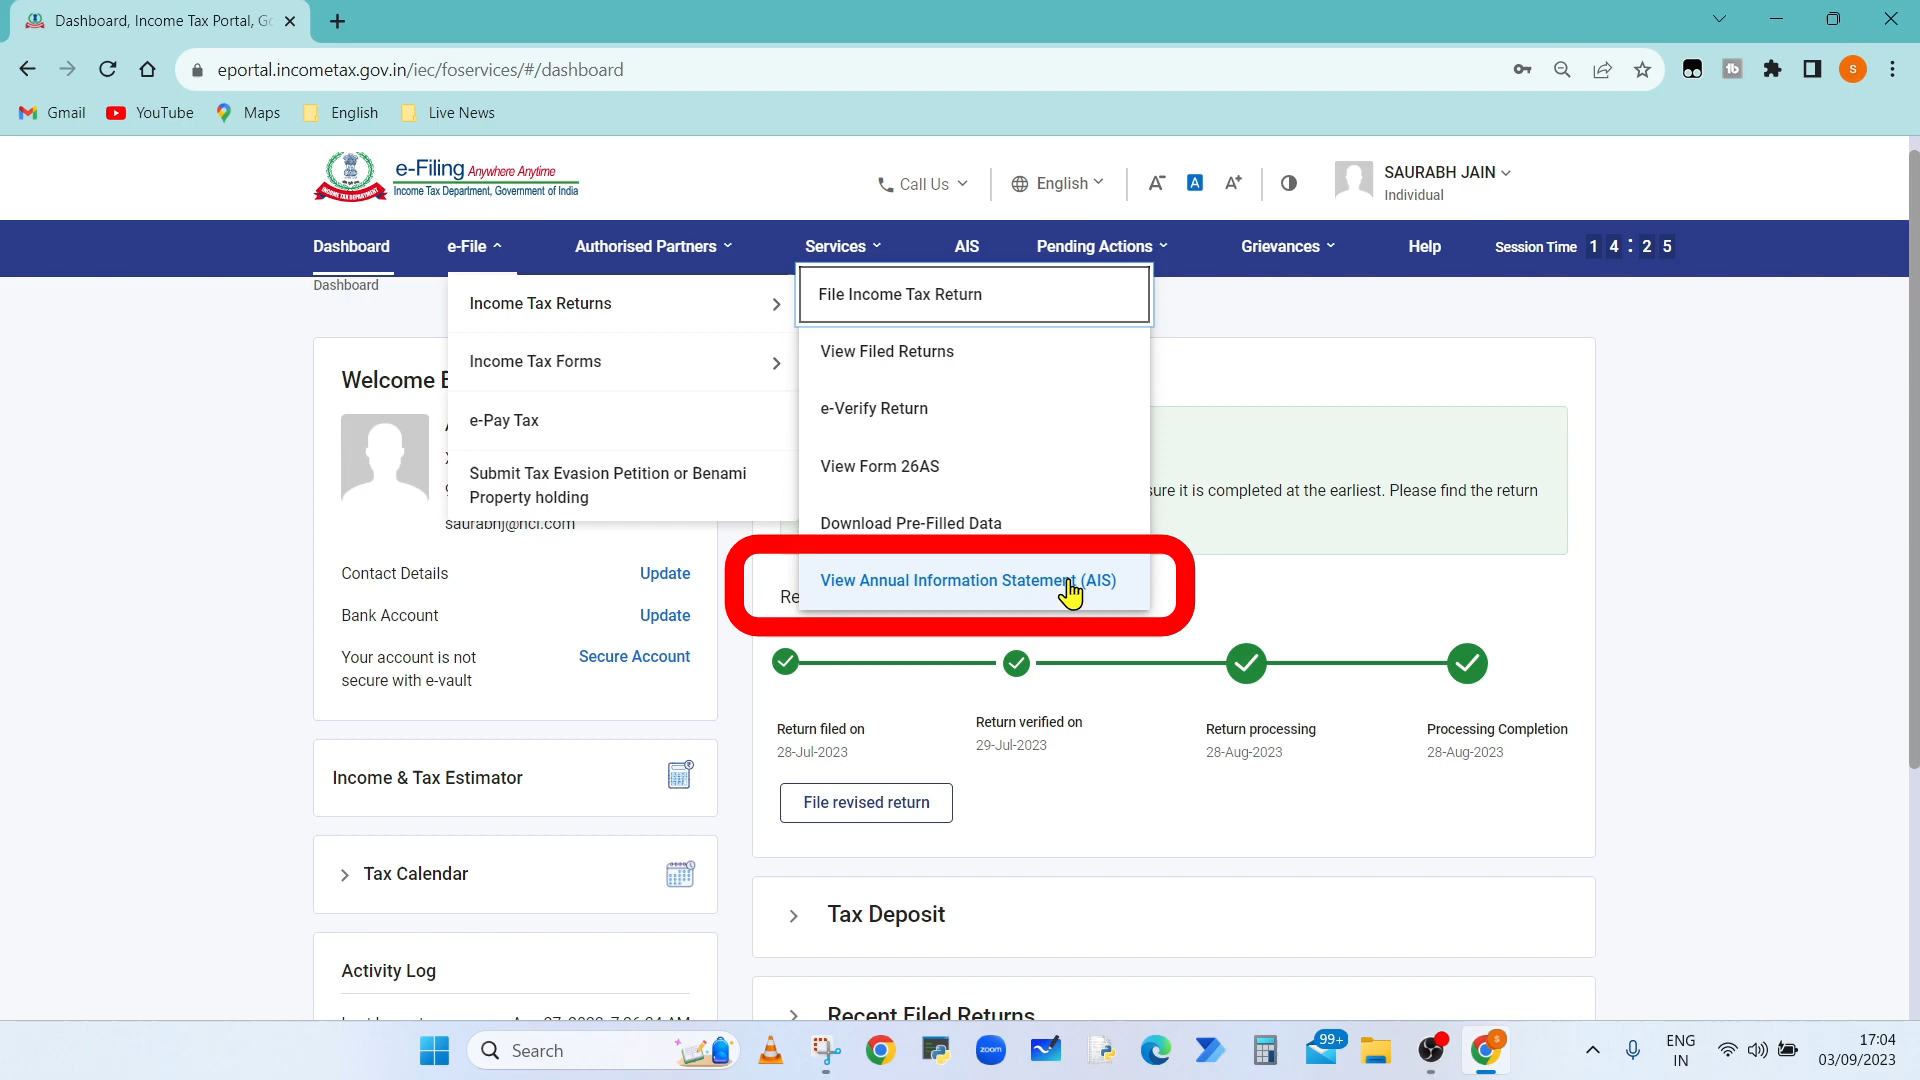 Dashboard, Income Tax Portal, Go
eportal.incometax.gov.in/iec/foservices/#/dashboard
tb
s
Gmail
YouTube
Maps
English
Live News
e-Filing Anywhere Anytime
Income Tax Department, Government of India
INCOME TAX DEPARTMENT
Call Us
English
A-
A
A+
SAURABH JAIN
Individual
Dashboard
e-File
Authorised Partners
Services
AIS
Pending Actions
Grievances
Help
Session Time
1 4 : 2 5
Dashboard
Income Tax Returns
Income Tax Forms
e-Pay Tax
Submit Tax Evasion Petition or Benami
Property holding
File Income Tax Return
View Filed Returns
e-Verify Return
View Form 26AS
Download Pre-Filled Data
View Annual Information Statement (AIS)
Welcome
it is completed at the earliest. Please find the return
Contact Details
Update
Bank Account
Update
Your account is not
secure with e-vault
Secure Account
Return filed on
28-Jul-2023
Return verified on
29-Jul-2023
Return processing
28-Aug-2023
Processing Completion
28-Aug-2023
File revised return
Income & Tax Estimator
Tax Calendar
Activity Log
Tax Deposit
Recent Filed Returns
Search
zoom
99+
S
ENG
IN
17:04
03/09/2023